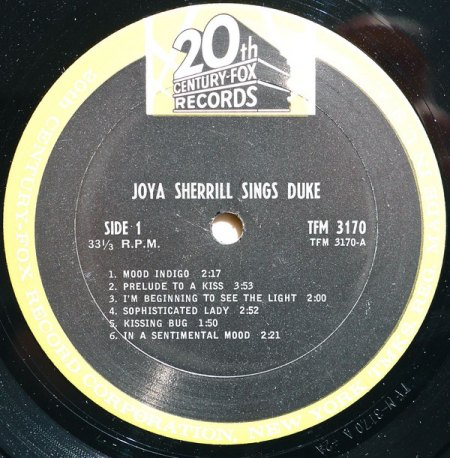 20th
CENTURY-FOX
RECORDS
JOYA SHERRILL SINGS DUKE
SIDE 1
33⅓ R.P.M.
TFM 3170
TFM 3170-A
1. MOOD INDIGO 2:17
2. PRELUDE TO A KISS 3:53
3. I'M BEGINNING TO SEE THE LIGHT 2:00
4. SOPHISTICATED LADY 2:52
5. KISSING BUG 1:50
6. IN A SENTIMENTAL MOOD 2:21
20th CENTURY-FOX RECORD CORPORATION, NEW YORK